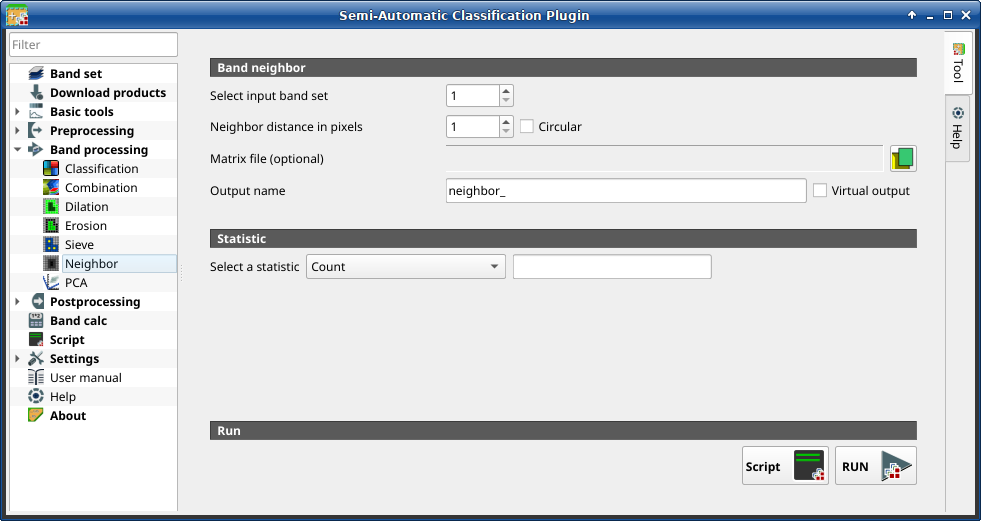 Semi-Automatic Classification Plugin
Filter
Band set
Download products
Basic tools
Preprocessing
Band processing
Classification
Combination
Dilation
Erosion
Sieve
Neighbor
PCA
Postprocessing
Band calc
Script
Settings
User manual
Help
About
Band neighbor
Select input band set 1
Neighbor distance in pixels 1 Circular
Matrix file (optional)
Output name neighbor_ Virtual output
Statistic
Select a statistic Count
Run
Script RUN
Tool
Help